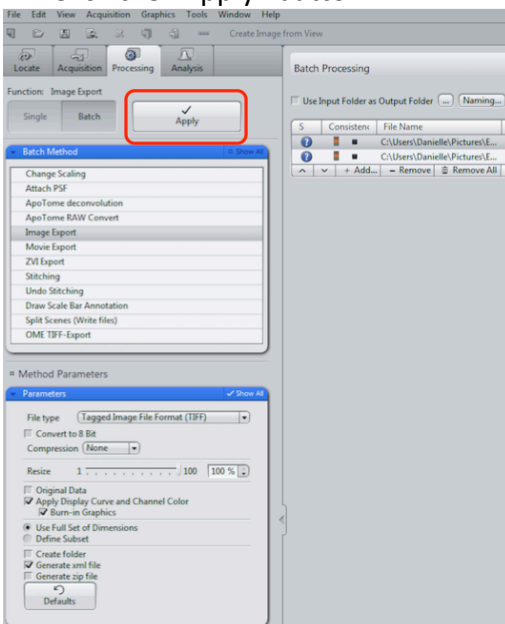 File Edit View Acquisition Graphics Tools Window Help
Create Image from View
Locate Acquisition Processing Analysis
Function: Image Export
Single Batch Apply
Batch Method Show All
Change Scaling
Attach PSF
ApoTome deconvolution
ApoTome RAW Convert
Image Export
Movie Export
ZVI Export
Stitching
Undo Stitching
Draw Scale Bar Annotation
Split Scenes (Write files)
OME TIFF-Export
Method Parameters
Parameters Show All
File type Tagged Image File Format (TIFF)
Convert to 8 Bit
Compression None
Resize 1 100 100 %
Original Data
Apply Display Curve and Channel Color
Burn-in Graphics
Use Full Set of Dimensions
Define Subset
Create folder
Generate xml file
Generate zip file
Defaults
Batch Processing
Use Input Folder as Output Folder ... Naming...
S Consistenc File Name
C:\Users\Danielle\Pictures\E...
C:\Users\Danielle\Pictures\E...
+ Add... − Remove Remove All